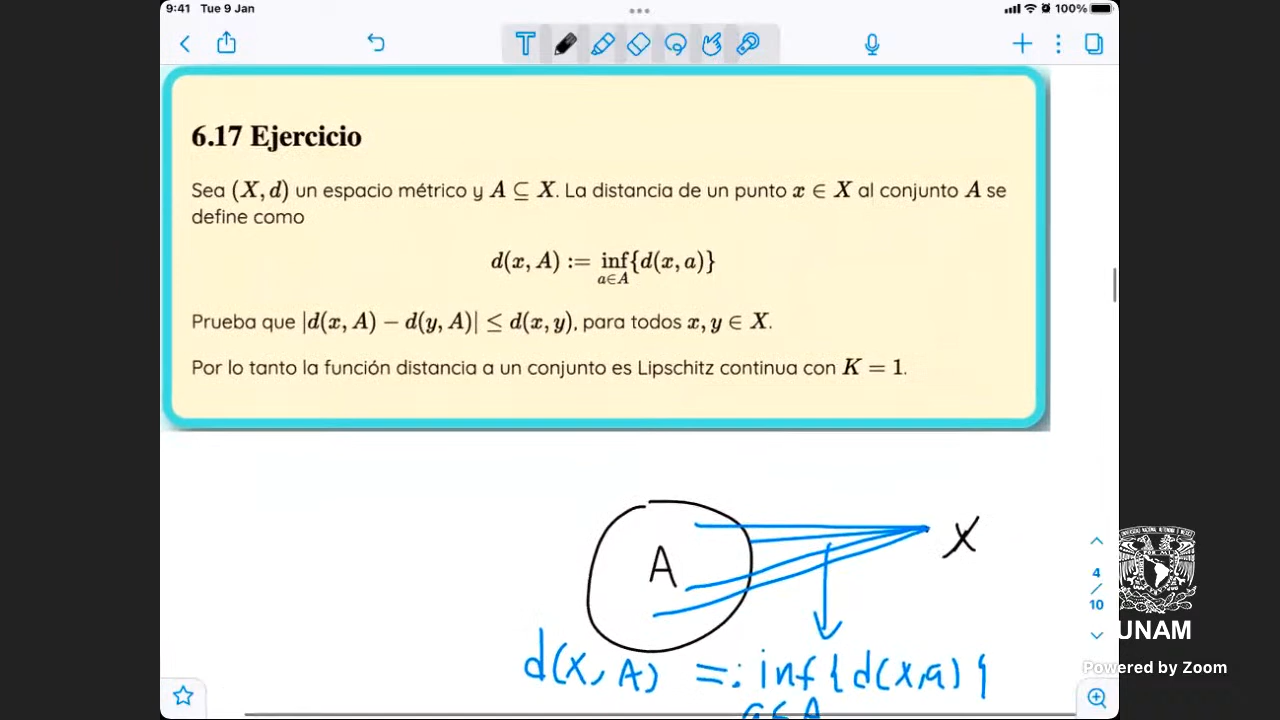 9:41 Tue 9 Jan
100%
6.17 Ejercicio
Sea (X, d) un espacio métrico y A ⊆ X. La distancia de un punto x ∈ X al conjunto A se
define como
d(x, A) := inf{d(x, a)}
a∈A
Prueba que |d(x, A) − d(y, A)| ≤ d(x, y), para todos x, y ∈ X.
Por lo tanto la función distancia a un conjunto es Lipschitz continua con K = 1.
A
X
d(X, A) =: inf{d(X,a)}
a∈A
4
/
10
UNAM
Powered by Zoom